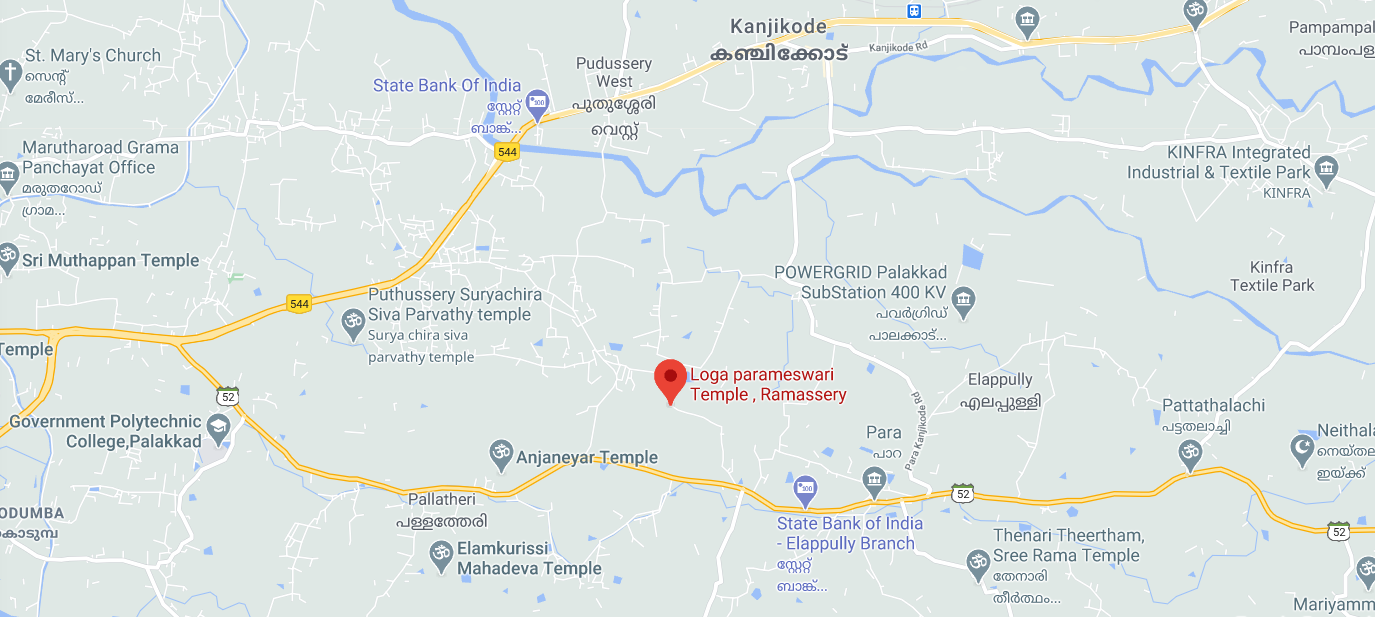 Kanjikode
കഞ്ചിക്കോട്
Kanjikode Rd
Pampampal
പാമ്പംപള
St. Mary's Church
സെന്റ്
മേരീസ്...
Pudussery
West
പുതുശ്ശേരി
വെസ്റ്റ്
State Bank Of India
സ്റ്റേറ്റ്
ബാങ്ക്...
544
Marutharoad Grama
Panchayat Office
മരുതറോഡ്
ഗ്രാമ...
KINFRA Integrated
Industrial & Textile Park
KINFRA
Sri Muthappan Temple
POWERGRID Palakkad
SubStation 400 KV
പവർഗ്രിഡ്
പാലക്കാട്...
Kinfra
Textile Park
544
Puthussery Suryachira
Siva Parvathy temple
Surya chira siva
parvathy temple
Temple
Loga parameswari
Temple , Ramassery
52
Elappully
എലപ്പുള്ളി
Para Kanjikode Rd
Pattathalachi
പട്ടതലാച്ചി
Government Polytechnic
College,Palakkad
Para
പാറ
Neithala
നെയ്തല
ഇയ്ക്ക്
Anjaneyar Temple
Pallatheri
പള്ളത്തേരി
52
ODUMBA
കൊടുമ്പ
State Bank of India
- Elappully Branch
സ്റ്റേറ്റ്
ബാങ്ക്...
52
Thenari Theertham,
Sree Rama Temple
തേനാരി
തീർത്ഥം...
Elamkurissi
Mahadeva Temple
Mariyamm